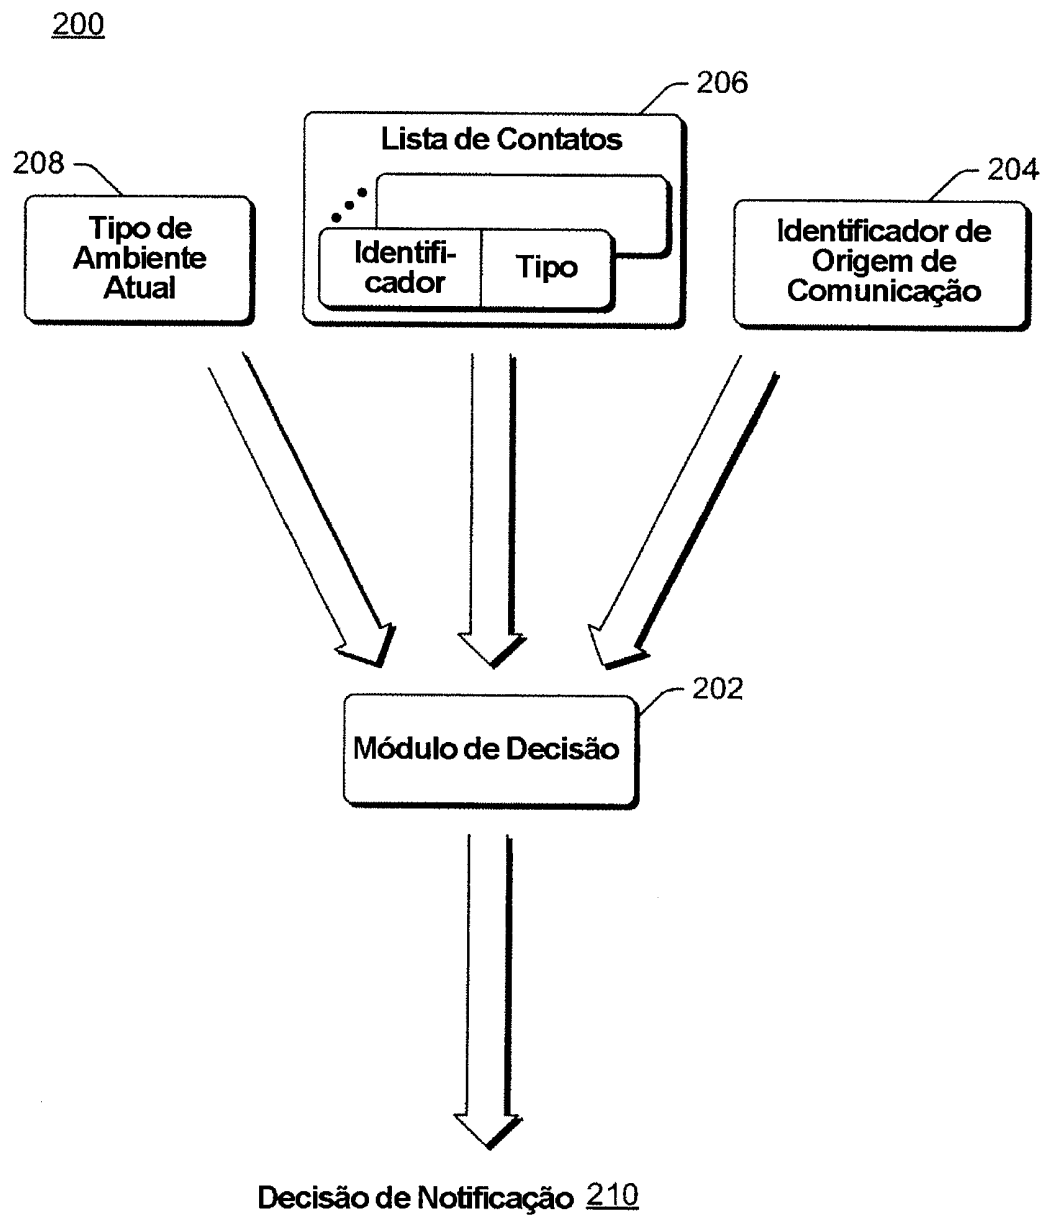 200
206
Lista de Contatos
208
204
Tipo de
Ambiente
Atual
Identifi-
cador
Tipo
Identificador de
Origem de
Comunicação
202
Módulo de Decisão
Decisão de Notificação 210